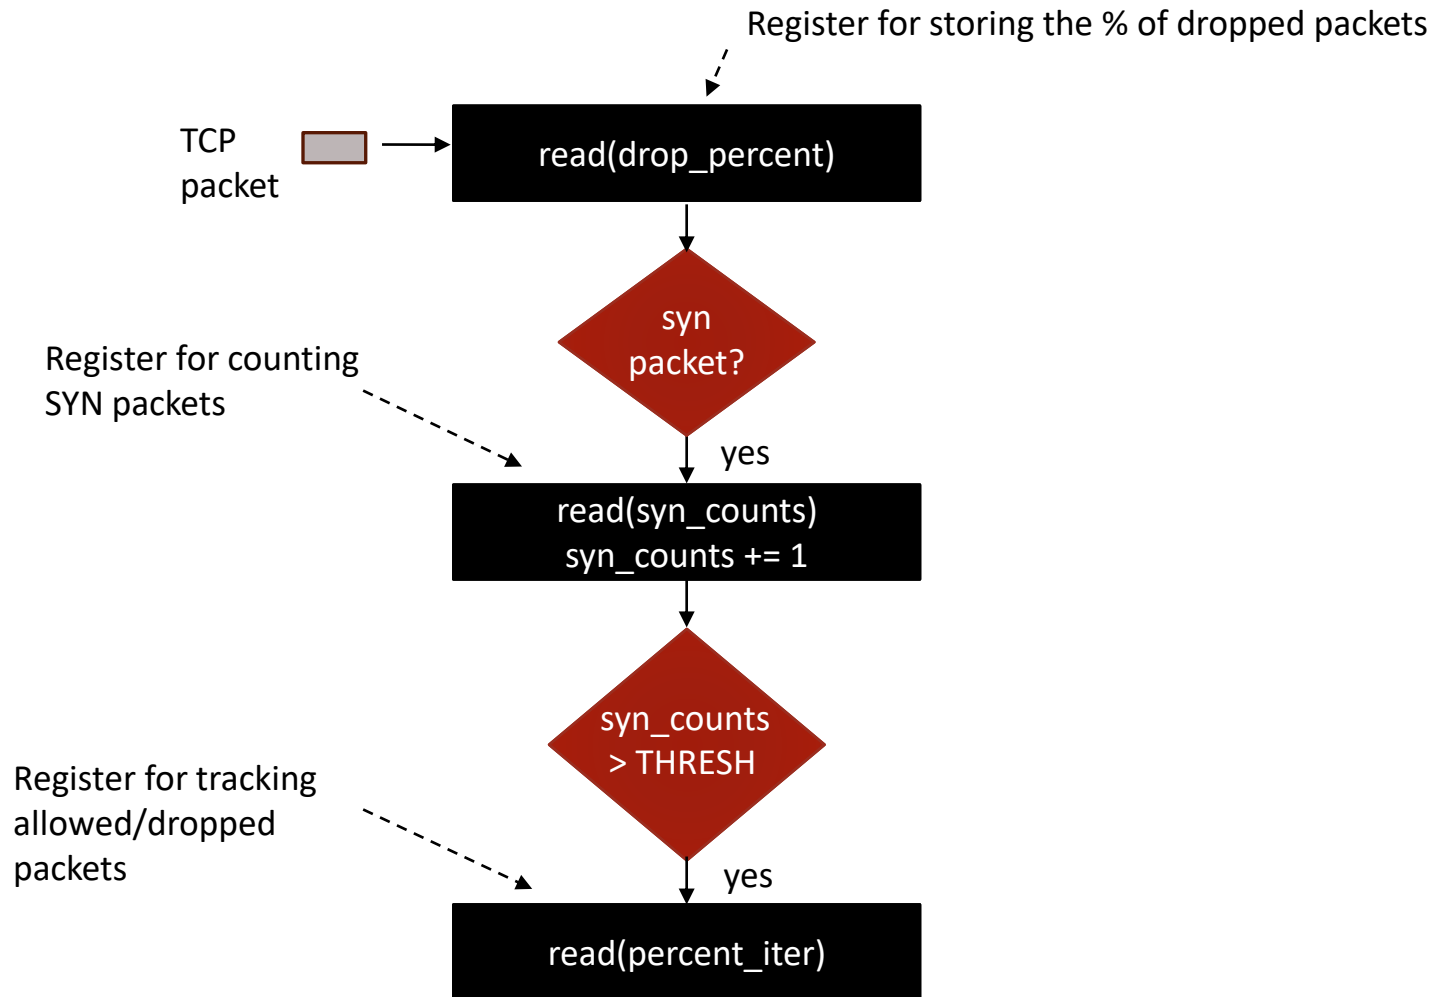 Register for storing the % of dropped packets
TCP
packet
read(drop_percent)
syn
packet?
Register for counting
SYN packets
yes
read(syn_counts)
syn_counts += 1
syn_counts
> THRESH
Register for tracking
allowed/dropped
packets
yes
read(percent_iter)